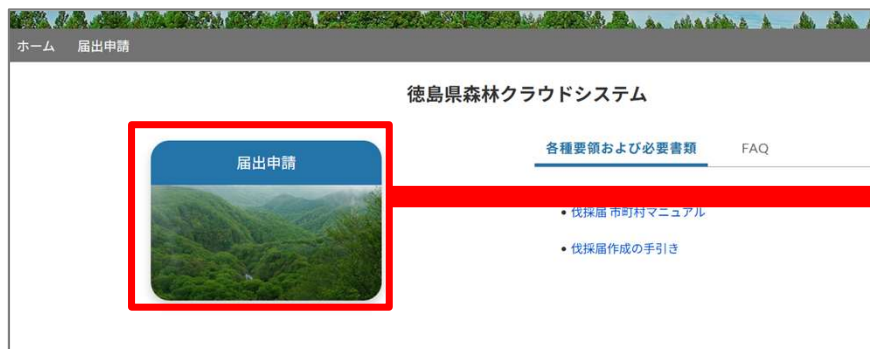 ホーム 届出申請
徳島県森林クラウドシステム
届出申請
各種要領および必要書類 FAQ
• 伐採届 市町村マニュアル
• 伐採届作成の手引き